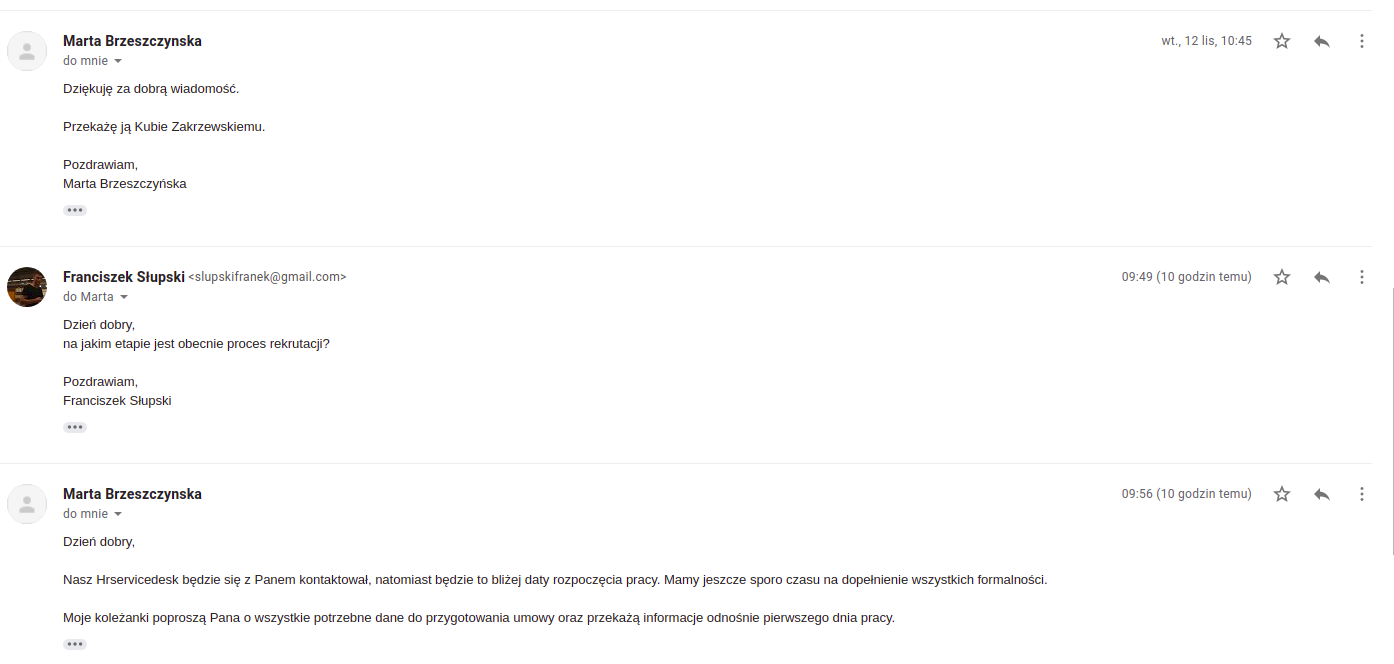 Marta Brzeszczynska
wt., 12 lis, 10:45
do mnie
Dziękuję za dobrą wiadomość.
Przekażę ją Kubie Zakrzewskiemu.
Pozdrawiam,
Marta Brzeszczyńska
Franciszek Słupski <slupskifranek@gmail.com>
09:49 (10 godzin temu)
do Marta
Dzień dobry,
na jakim etapie jest obecnie proces rekrutacji?
Pozdrawiam,
Franciszek Słupski
Marta Brzeszczynska
09:56 (10 godzin temu)
do mnie
Dzień dobry,
Nasz Hrservicedesk będzie się z Panem kontaktował, natomiast będzie to bliżej daty rozpoczęcia pracy. Mamy jeszcze sporo czasu na dopełnienie wszystkich formalności.
Moje koleżanki poproszą Pana o wszystkie potrzebne dane do przygotowania umowy oraz przekażą informacje odnośnie pierwszego dnia pracy.